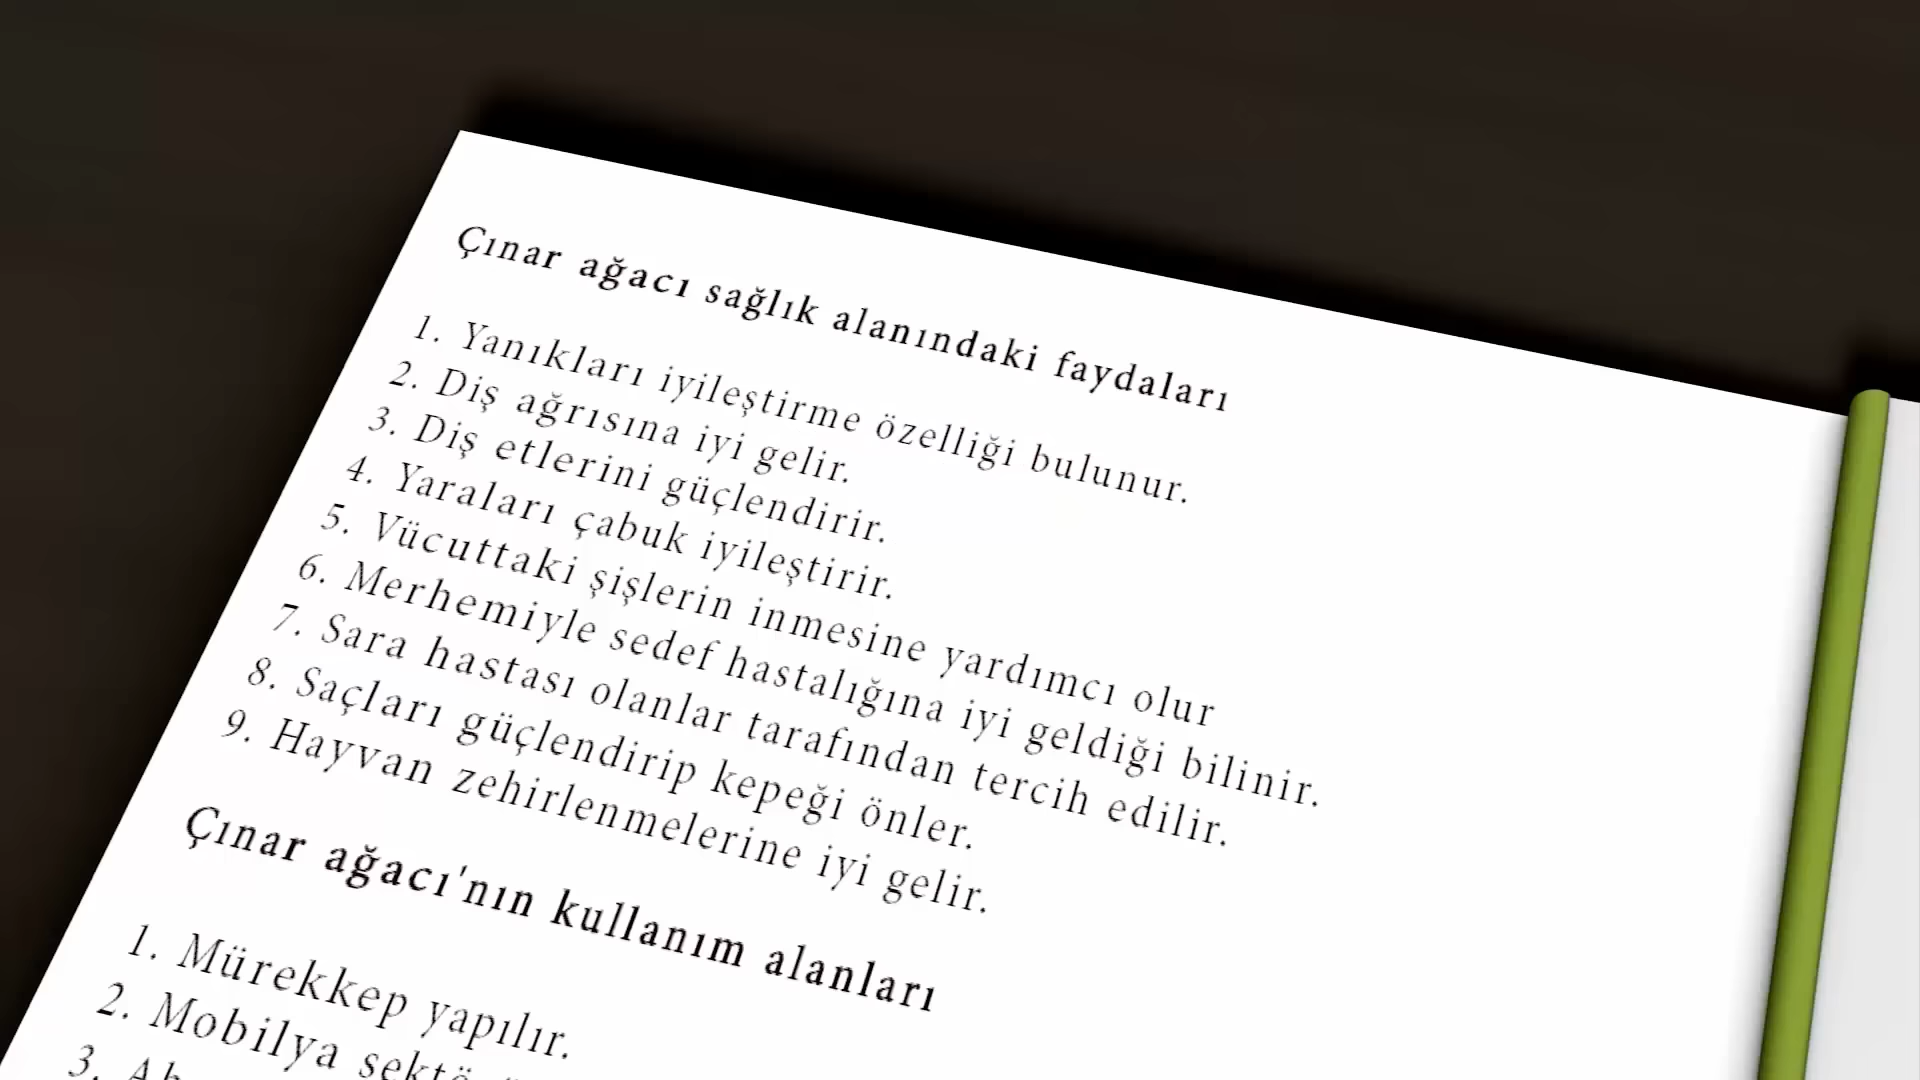 Çınar ağacı sağlık alanındaki faydaları
1. Yanıkları iyileştirme özelliği bulunur.
2. Diş ağrısına iyi gelir.
3. Diş etlerini güçlendirir.
4. Yaraları çabuk iyileştirir.
5. Vücuttaki şişlerin inmesine yardımcı olur
6. Merhemiyle sedef hastalığına iyi geldiği bilinir.
7. Sara hastası olanlar tarafından tercih edilir.
8. Saçları güçlendirip kepeği önler.
9. Hayvan zehirlenmelerine iyi gelir.
Çınar ağacı'nın kullanım alanları
1. Mürekkep yapılır.
2. Mobilya
3.